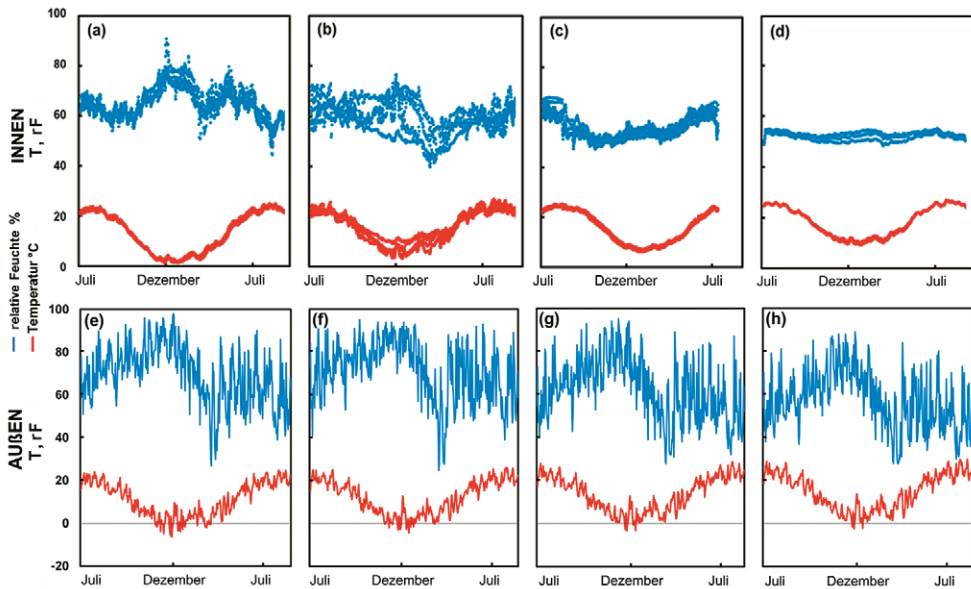 INNEN
T, rF
relative Feuchte %
Temperatur °C
AUßEN
T, rF
100
80
60
40
20
0
(a)
(b)
(c)
(d)
Juli
Dezember
Juli
Juli
Dezember
Juli
Juli
Dezember
Juli
Juli
Dezember
Juli
100
80
60
40
20
0
-20
(e)
(f)
(g)
(h)
Juli
Dezember
Juli
Juli
Dezember
Juli
Juli
Dezember
Juli
Juli
Dezember
Juli